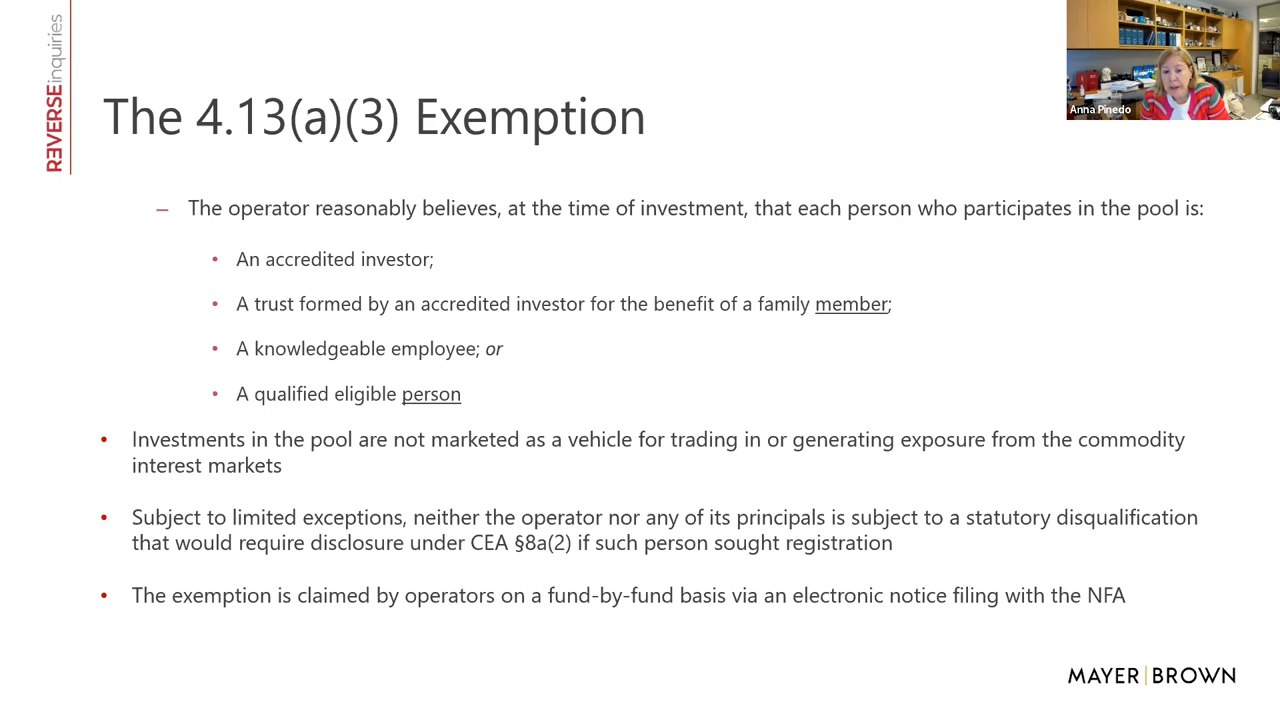 REVERSEinquiries
Anna Pinedo
The 4.13(a)(3) Exemption
– The operator reasonably believes, at the time of investment, that each person who participates in the pool is:
• An accredited investor;
• A trust formed by an accredited investor for the benefit of a family member;
• A knowledgeable employee; or
• A qualified eligible person
• Investments in the pool are not marketed as a vehicle for trading in or generating exposure from the commodity
interest markets
• Subject to limited exceptions, neither the operator nor any of its principals is subject to a statutory disqualification
that would require disclosure under CEA §8a(2) if such person sought registration
• The exemption is claimed by operators on a fund-by-fund basis via an electronic notice filing with the NFA
MAYER | BROWN